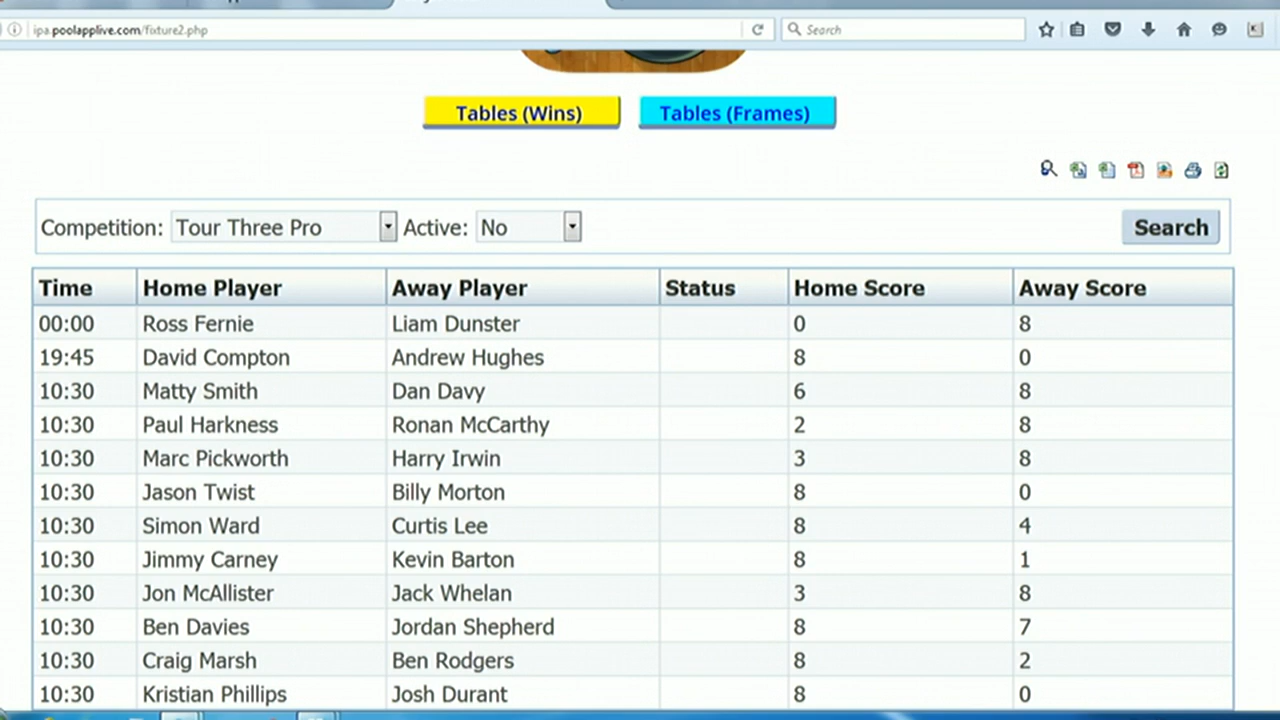 ipa.poolapplive.com/fixture2.php Search
Tables (Wins) Tables (Frames)
Competition: Tour Three Pro Active: No Search
Time Home Player Away Player Status Home Score Away Score
00:00 Ross Fernie Liam Dunster 0 8
19:45 David Compton Andrew Hughes 8 0
10:30 Matty Smith Dan Davy 6 8
10:30 Paul Harkness Ronan McCarthy 2 8
10:30 Marc Pickworth Harry Irwin 3 8
10:30 Jason Twist Billy Morton 8 0
10:30 Simon Ward Curtis Lee 8 4
10:30 Jimmy Carney Kevin Barton 8 1
10:30 Jon McAllister Jack Whelan 3 8
10:30 Ben Davies Jordan Shepherd 8 7
10:30 Craig Marsh Ben Rodgers 8 2
10:30 Kristian Phillips Josh Durant 8 0